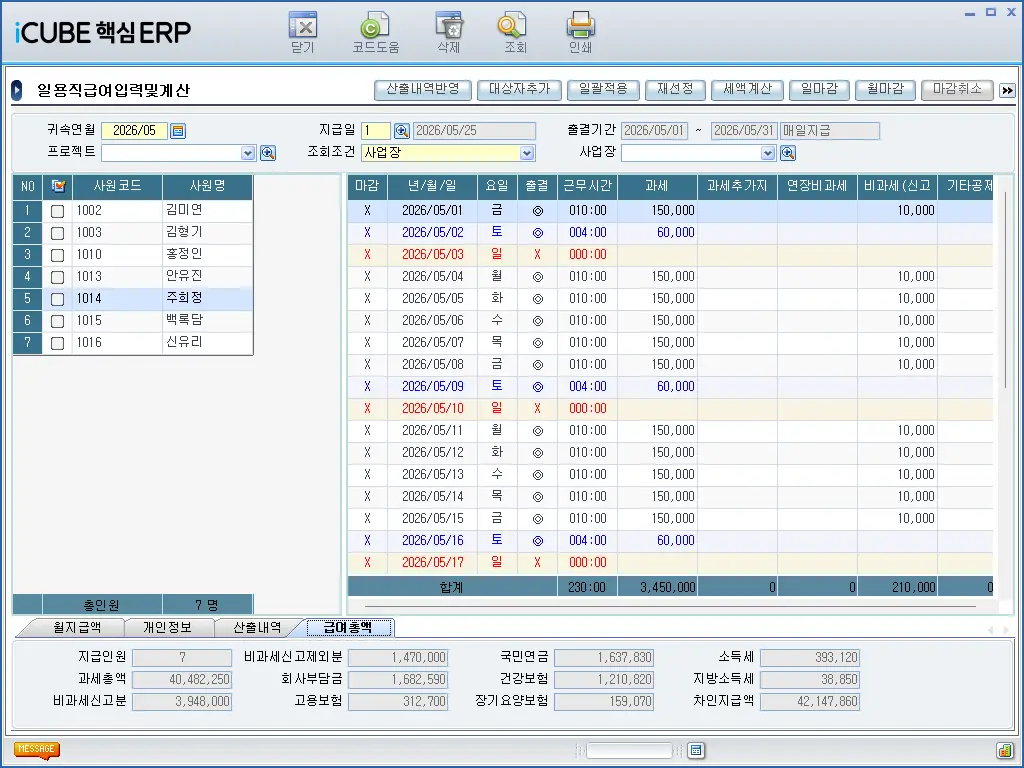 iCUBE 핵심 ERP
닫기 코드도움 삭제 조회 인쇄
일용직급여입력및계산
산출내역반영 대상자추가 일괄적용 재선정 세액계산 일마감 월마감 마감취소
귀속연월 2026/05 지급일 1 2026/05/25 출결기간 2026/05/01 ~ 2026/05/31 매일지급
프로젝트 조회조건 사업장 사업장
NO 사원코드 사원명
1 1002 김미연
2 1003 김형기
3 1010 홍정인
4 1013 안유진
5 1014 주희정
6 1015 백록담
7 1016 신유리
총인원 7 명
마감 년/월/일 요일 출결 근무시간 과세 과세추가지 연장비과세 비과세(신고 기타공제
X 2026/05/01 금 ◎ 010:00 150,000 10,000
X 2026/05/02 토 ◎ 004:00 60,000
X 2026/05/03 일 X 000:00
X 2026/05/04 월 ◎ 010:00 150,000 10,000
X 2026/05/05 화 ◎ 010:00 150,000 10,000
X 2026/05/06 수 ◎ 010:00 150,000 10,000
X 2026/05/07 목 ◎ 010:00 150,000 10,000
X 2026/05/08 금 ◎ 010:00 150,000 10,000
X 2026/05/09 토 ◎ 004:00 60,000
X 2026/05/10 일 X 000:00
X 2026/05/11 월 ◎ 010:00 150,000 10,000
X 2026/05/12 화 ◎ 010:00 150,000 10,000
X 2026/05/13 수 ◎ 010:00 150,000 10,000
X 2026/05/14 목 ◎ 010:00 150,000 10,000
X 2026/05/15 금 ◎ 010:00 150,000 10,000
X 2026/05/16 토 ◎ 004:00 60,000
X 2026/05/17 일 X 000:00
합계 230:00 3,450,000 0 0 210,000 0
월지급액 개인정보 산출내역 급여총액
지급인원 7 비과세신고제외분 1,470,000 국민연금 1,637,830 소득세 393,120
과세총액 40,482,250 회사부담금 1,682,590 건강보험 1,210,820 지방소득세 38,850
비과세신고분 3,948,000 고용보험 312,700 장기요양보험 159,070 차인지급액 42,147,860
MESSAGE